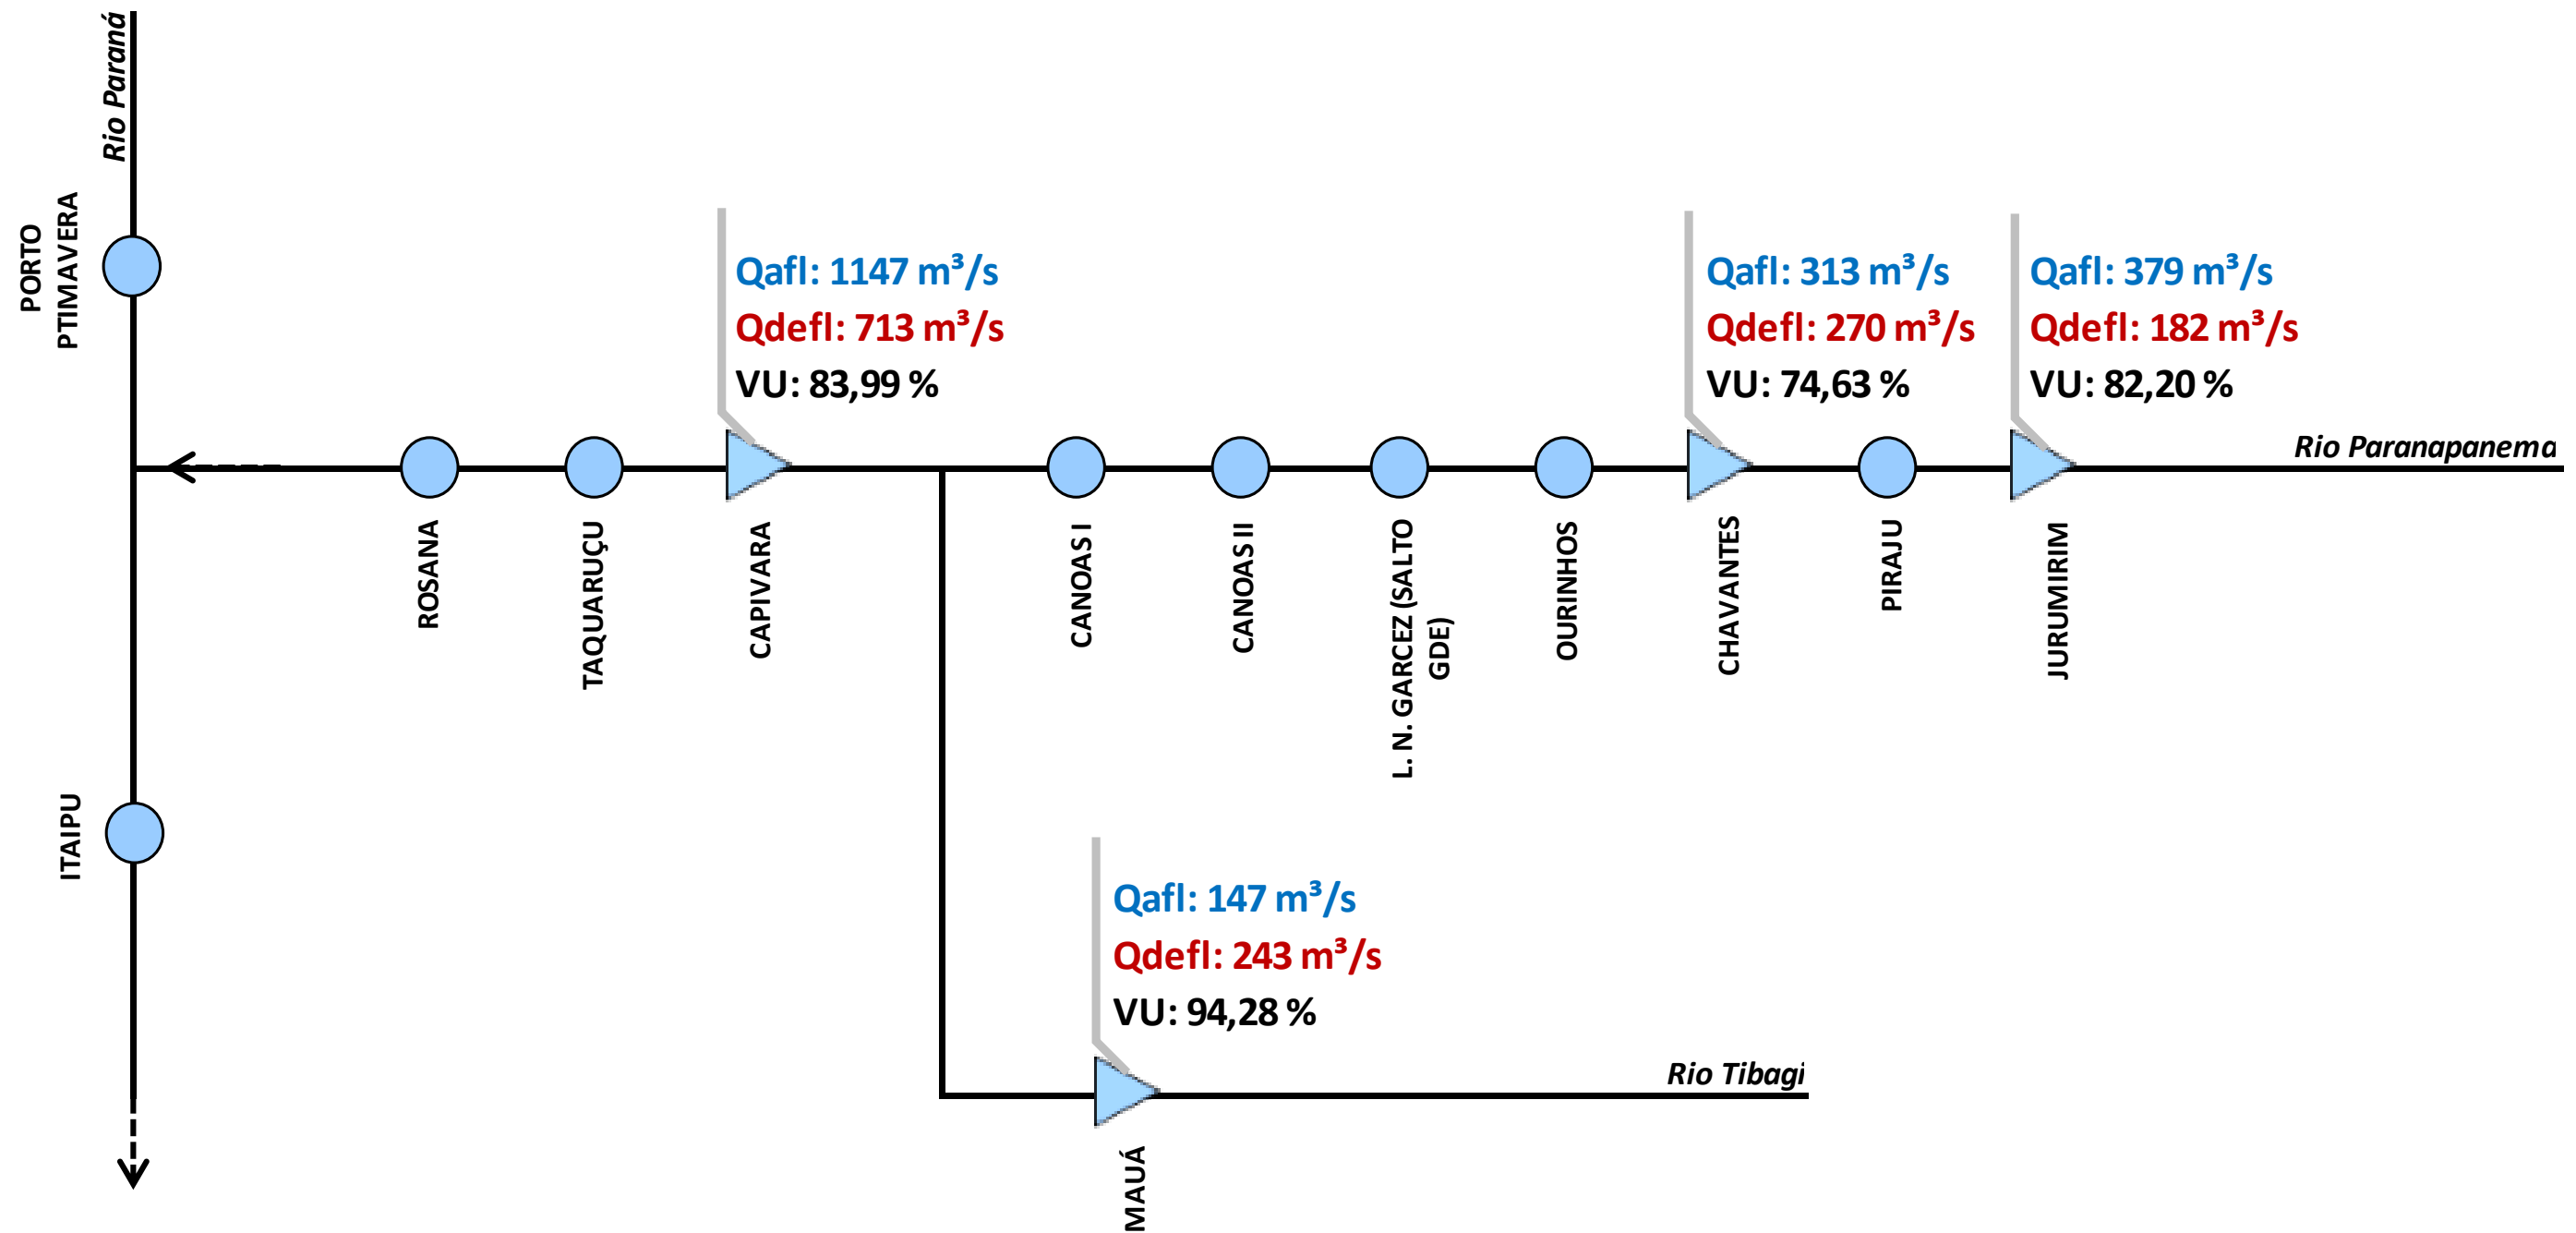 Rio Paraná
PORTO
PTIMAVERA
Qafl: 1147 m³/s
Qdefl: 713 m³/s
VU: 83,99 %
Qafl: 313 m³/s
Qdefl: 270 m³/s
VU: 74,63 %
Qafl: 379 m³/s
Qdefl: 182 m³/s
VU: 82,20 %
Rio Paranapanema
ROSANA
TAQUARUÇU
CAPIVARA
CANOAS I
CANOAS II
L. N. GARCEZ (SALTO
GDE)
OURINHOS
CHAVANTES
PIRAJU
JURUMIRIM
ITAIPU
Qafl: 147 m³/s
Qdefl: 243 m³/s
VU: 94,28 %
Rio Tibagi
MAUÁ